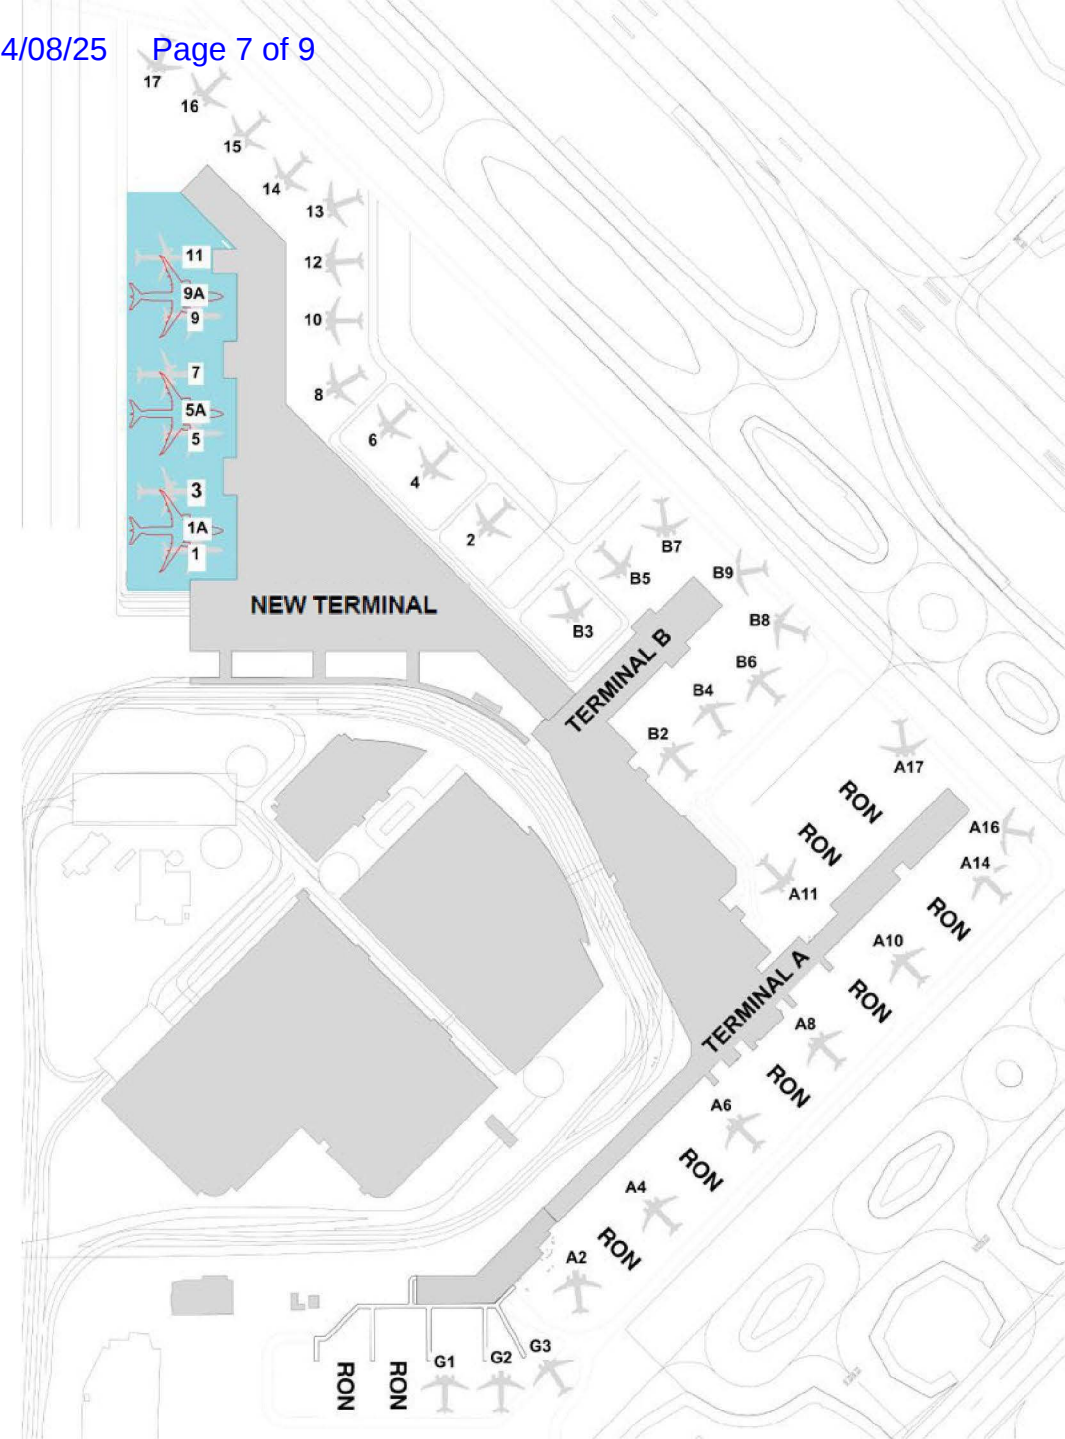 4/08/25 Page 7 of 9
17
16
15
14
13
12
10
8
6
4
2
11
9A
9
7
5A
5
3
1A
1
NEW TERMINAL
B7
B5
B9
B3
B8
B6
B4
B2
TERMINAL B
A17
RON
RON
A16
A14
A11
RON
A10
RON
TERMINAL A
A8
RON
A6
RON
A4
RON
A2
G3
G2
G1
RON
RON